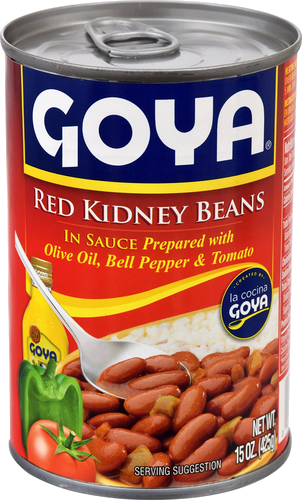 GOYA®
RED KIDNEY BEANS
IN SAUCE Prepared with
Olive Oil, Bell Pepper & Tomato
CREATED BY
la cocina
GOYA
GOYA
NET WT.
15 OZ. (425g)
SERVING SUGGESTION